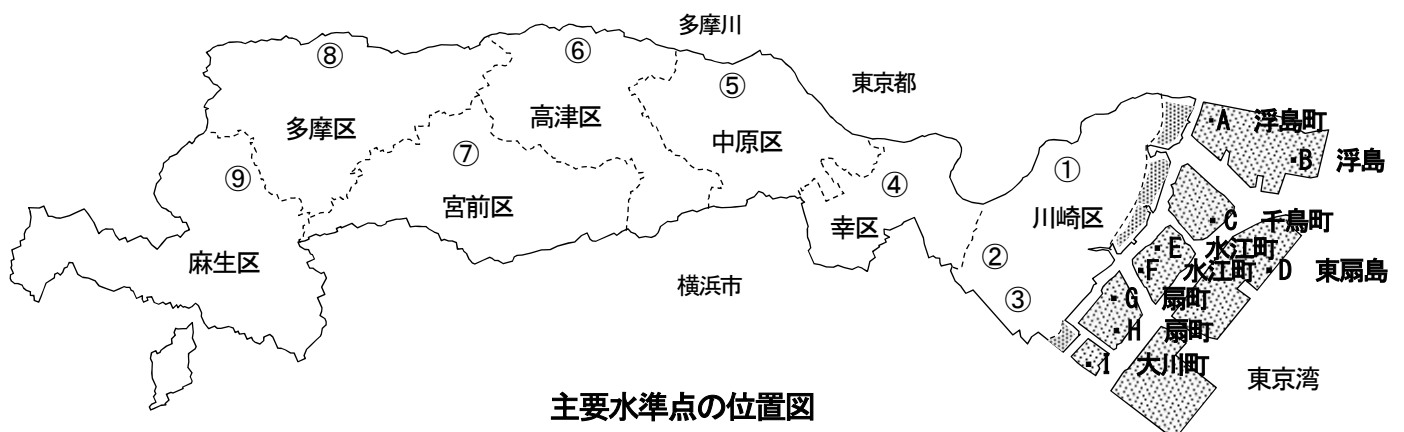 多摩川
⑧
⑥
⑤
東京都
多摩区
高津区
中原区
①
A 浮島町
B 浮島
⑦
⑨
宮前区
④
幸区
川崎区
C 千鳥町
E 水江町
F 水江町
D 東扇島
麻生区
横浜市
②
③
G 扇町
H 扇町
I 大川町
東京湾
主要水準点の位置図